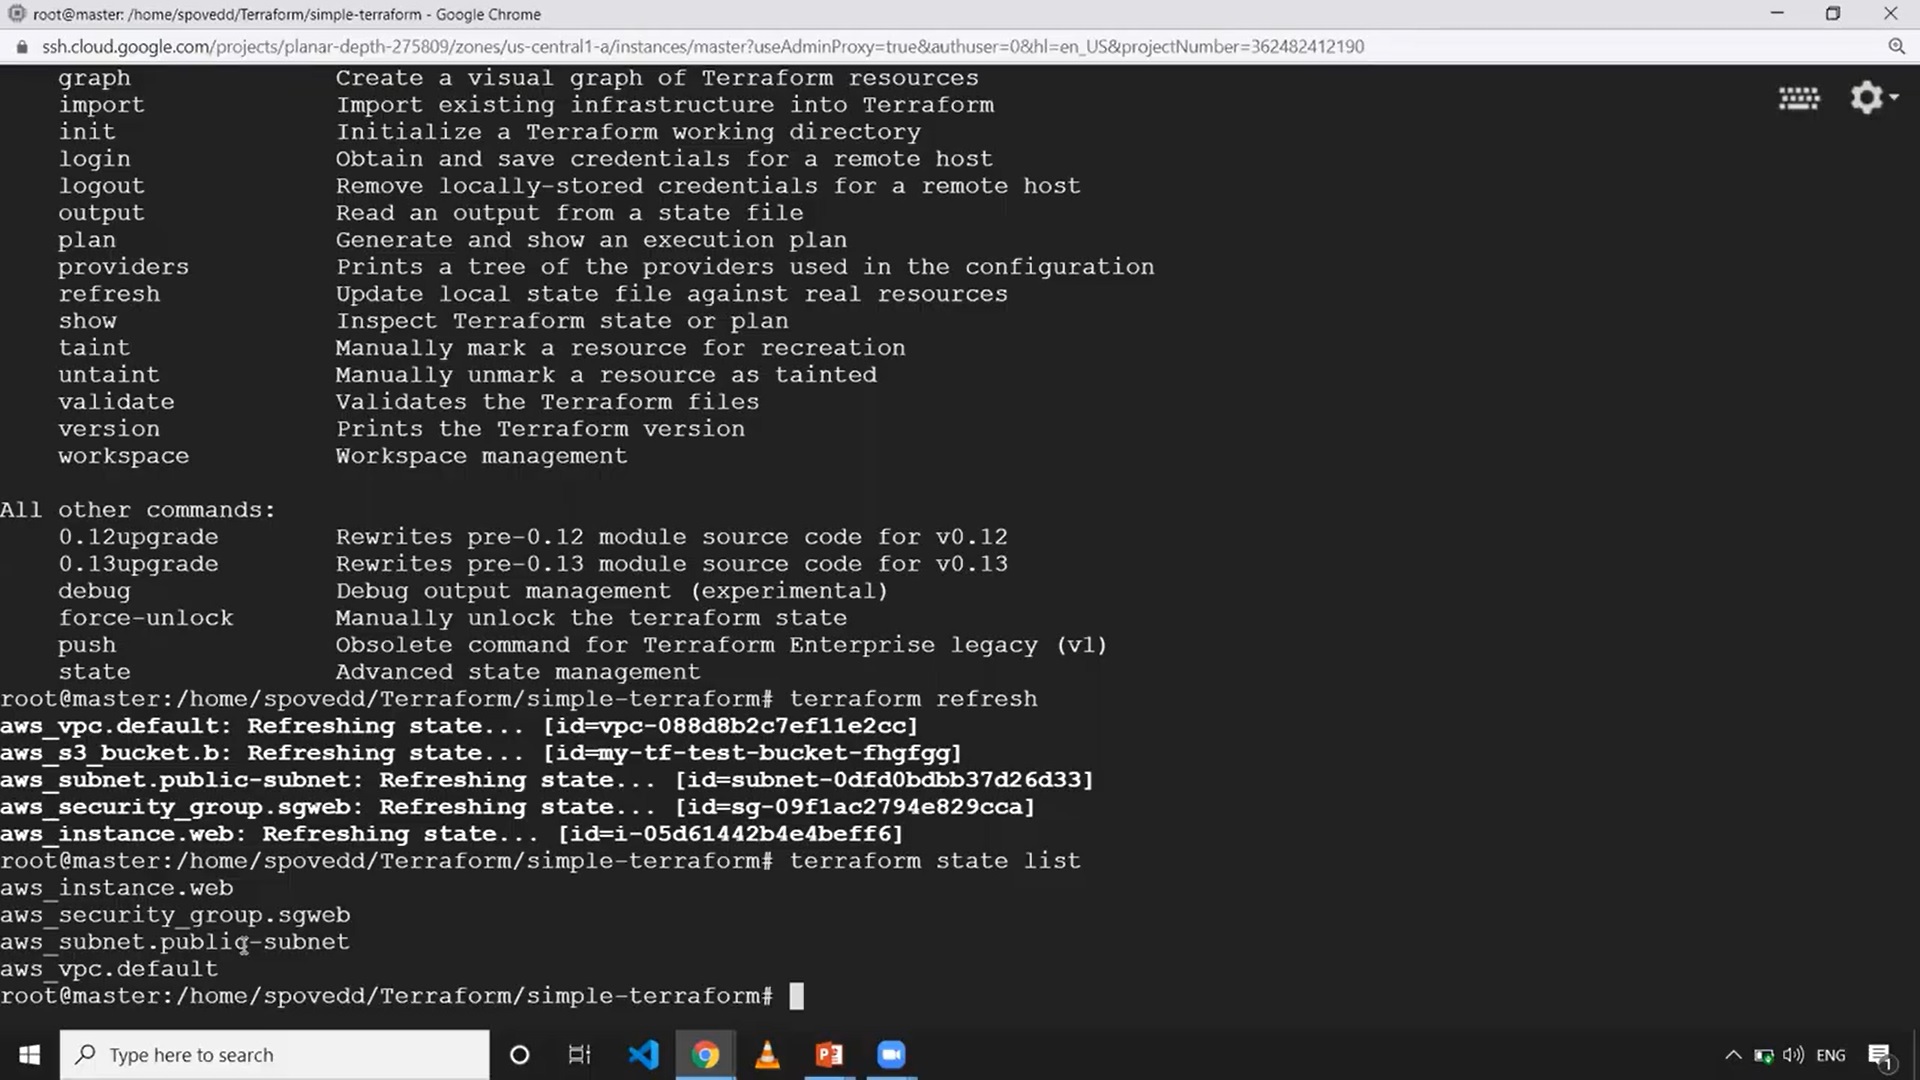 root@master: /home/spovedd/Terraform/simple-terraform - Google Chrome
ssh.cloud.google.com/projects/planar-depth-275809/zones/us-central1-a/instances/master?useAdminProxy=true&authuser=0&hl=en_US&projectNumber=362482412190
graph Create a visual graph of Terraform resources
import Import existing infrastructure into Terraform
init Initialize a Terraform working directory
login Obtain and save credentials for a remote host
logout Remove locally-stored credentials for a remote host
output Read an output from a state file
plan Generate and show an execution plan
providers Prints a tree of the providers used in the configuration
refresh Update local state file against real resources
show Inspect Terraform state or plan
taint Manually mark a resource for recreation
untaint Manually unmark a resource as tainted
validate Validates the Terraform files
version Prints the Terraform version
workspace Workspace management
All other commands:
0.12upgrade Rewrites pre-0.12 module source code for v0.12
0.13upgrade Rewrites pre-0.13 module source code for v0.13
debug Debug output management (experimental)
force-unlock Manually unlock the terraform state
push Obsolete command for Terraform Enterprise legacy (v1)
state Advanced state management
root@master:/home/spovedd/Terraform/simple-terraform# terraform refresh
aws_vpc.default: Refreshing state... [id=vpc-088d8b2c7ef11e2cc]
aws_s3_bucket.b: Refreshing state... [id=my-tf-test-bucket-fhgfgg]
aws_subnet.public-subnet: Refreshing state... [id=subnet-0dfd0bdbb37d26d33]
aws_security_group.sgweb: Refreshing state... [id=sg-09f1ac2794e829cca]
aws_instance.web: Refreshing state... [id=i-05d61442b4e4beff6]
root@master:/home/spovedd/Terraform/simple-terraform# terraform state list
aws_instance.web
aws_security_group.sgweb
aws_subnet.public-subnet
aws_vpc.default
root@master:/home/spovedd/Terraform/simple-terraform#
Type here to search
ENG
1